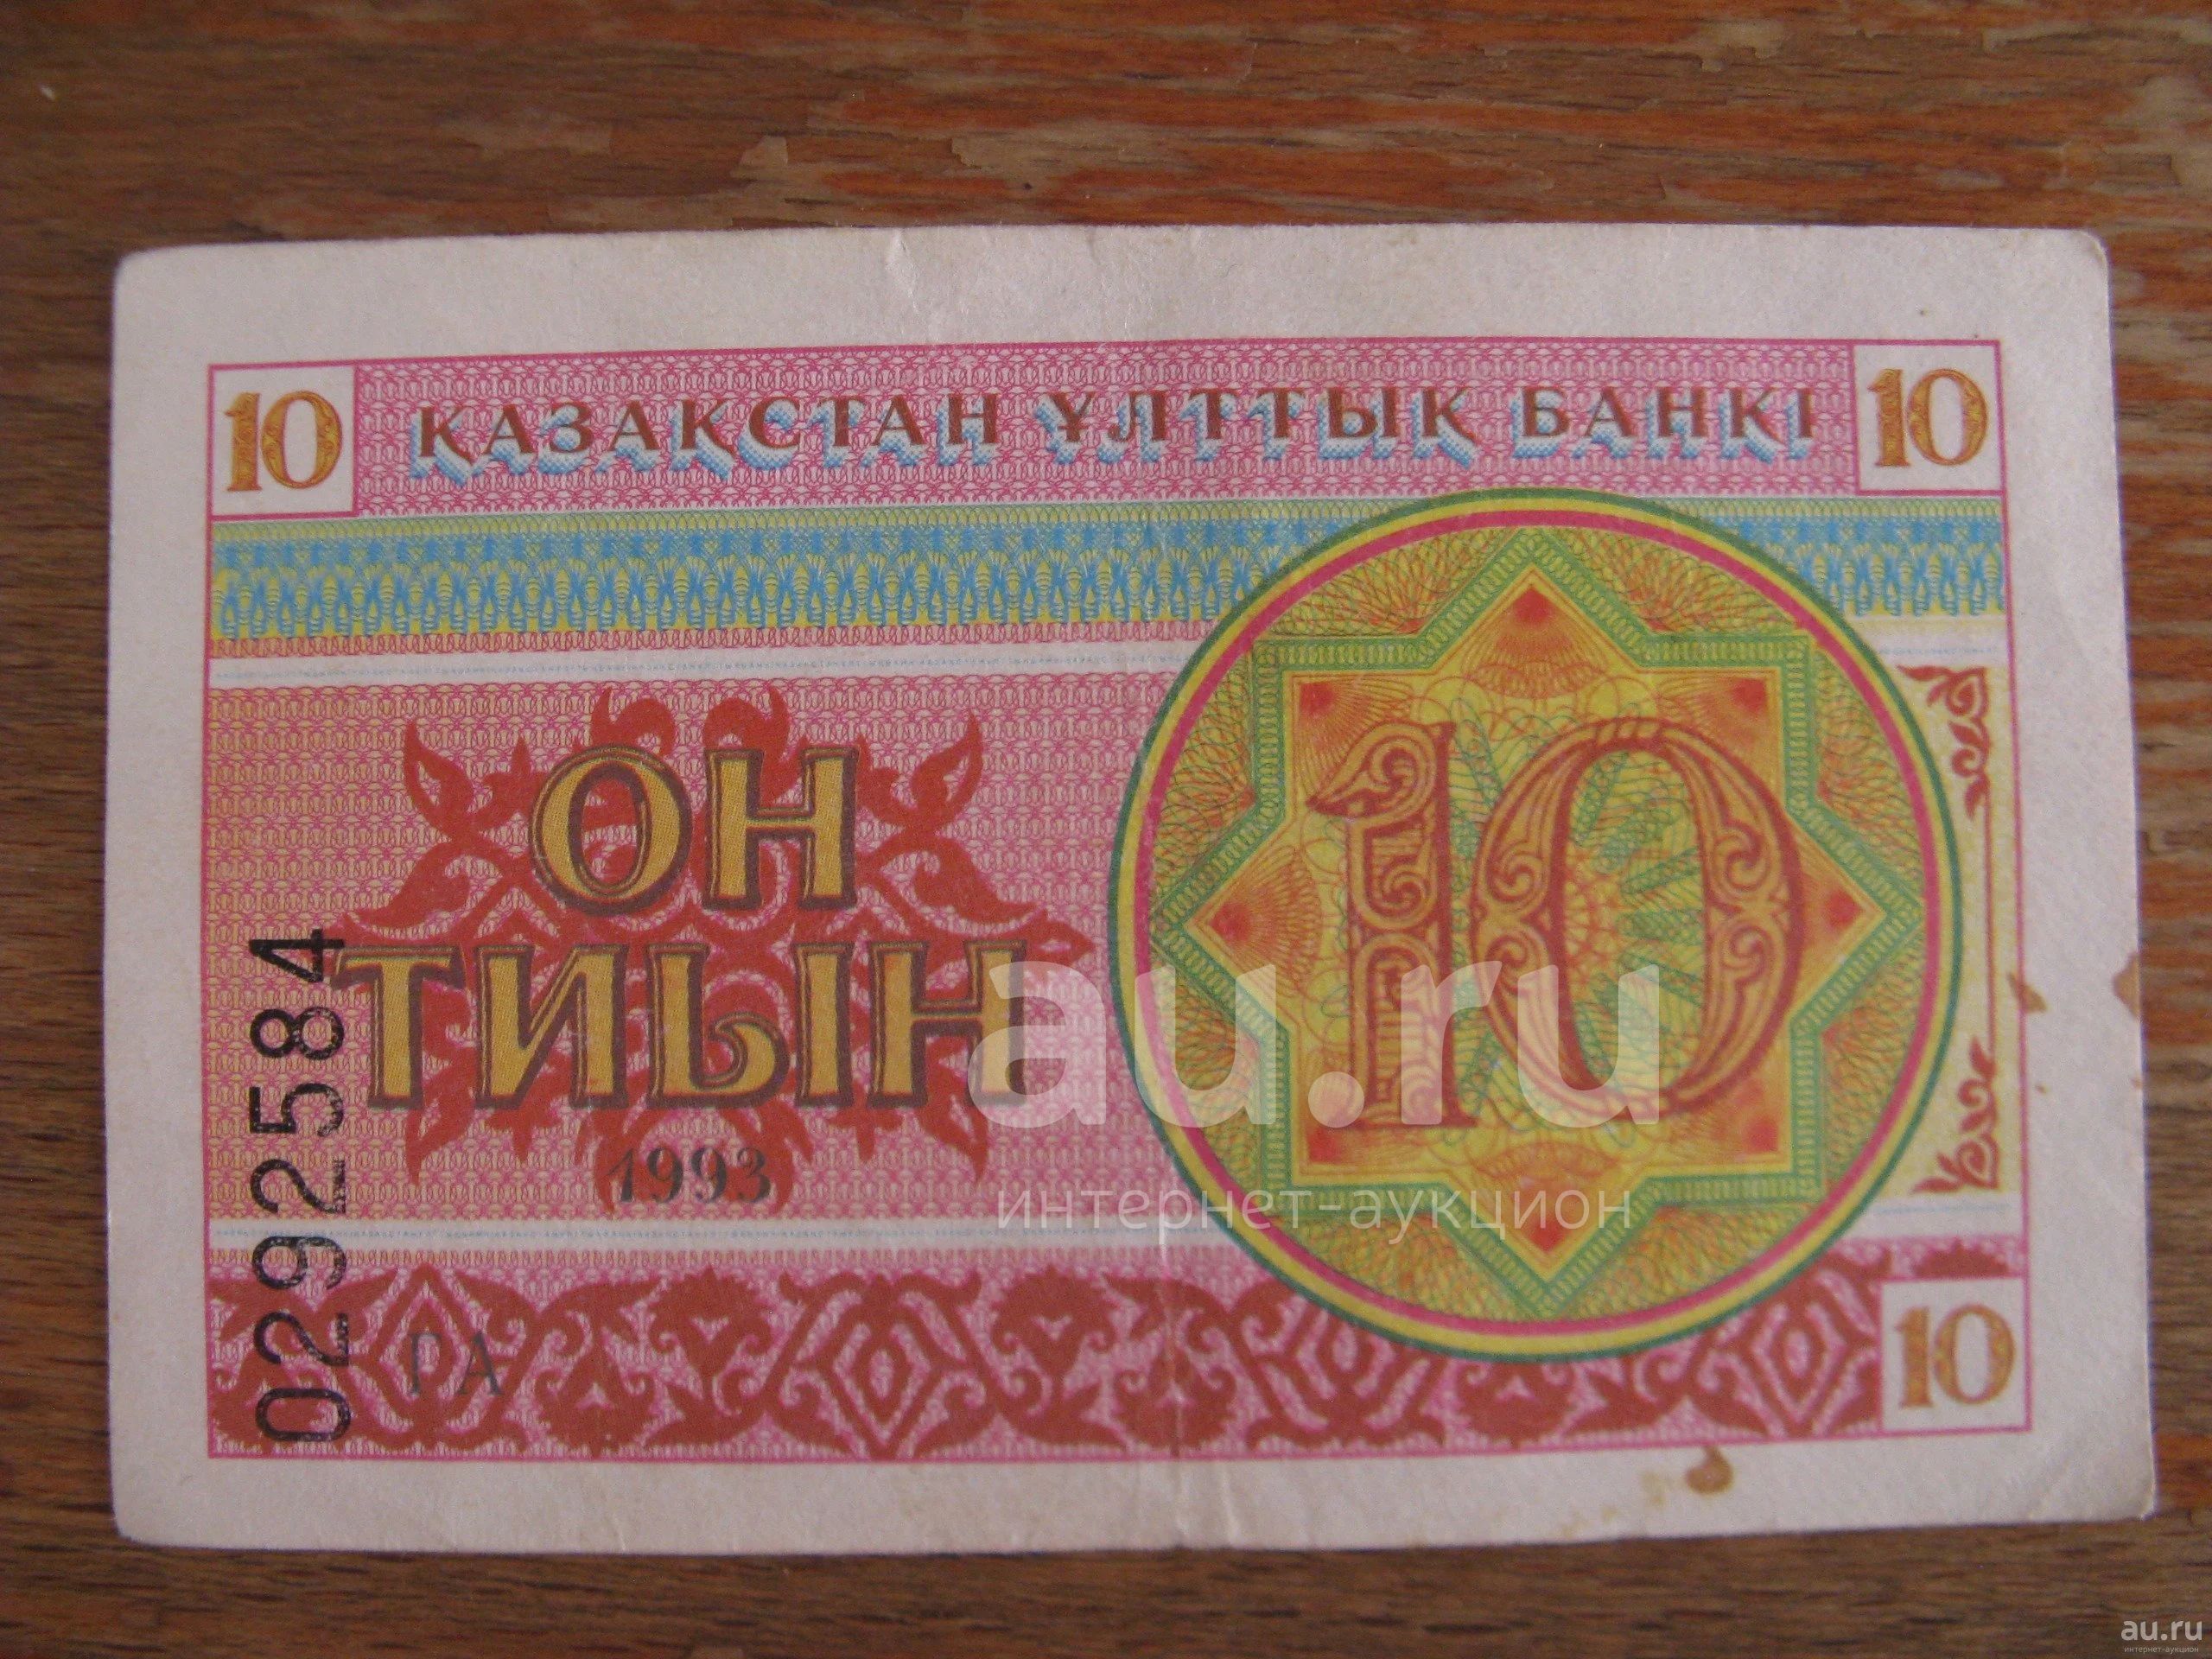 10 ҚАЗАҚСТАН ҰЛТТЫҚ БАНКІ 10
ОН
ТИЫН
10
1993
0292584
ГА
10
au.ru
интернет-аукцион
au.ru
интернет-аукцион